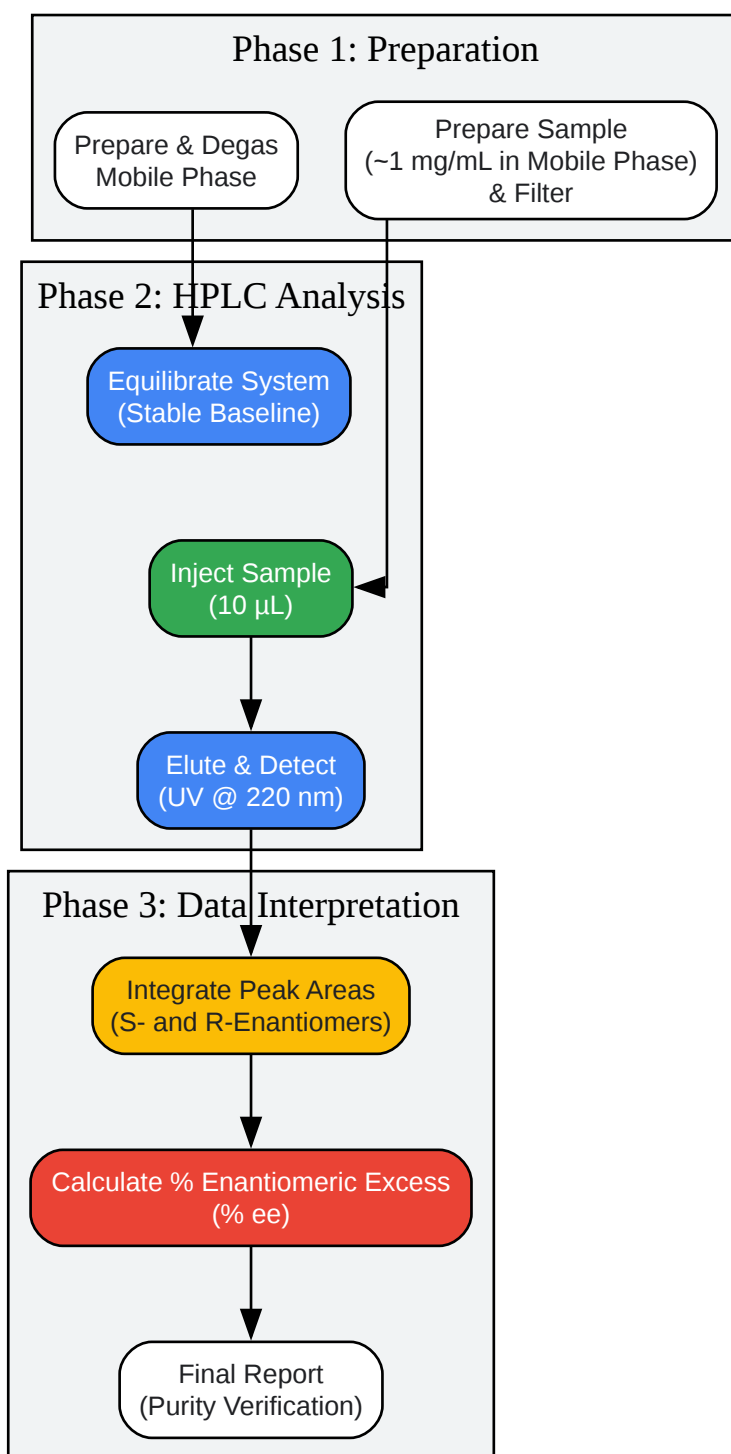 Phase 1: Preparation
Prepare & Degas
Mobile Phase
Prepare Sample
(~1 mg/mL in Mobile Phase)
& Filter
Phase 2: HPLC Analysis
Equilibrate System
(Stable Baseline)
Inject Sample
(10 µL)
Elute & Detect
(UV @ 220 nm)
Phase 3: Data Interpretation
Integrate Peak Areas
(S- and R-Enantiomers)
Calculate % Enantiomeric Excess
(% ee)
Final Report
(Purity Verification)